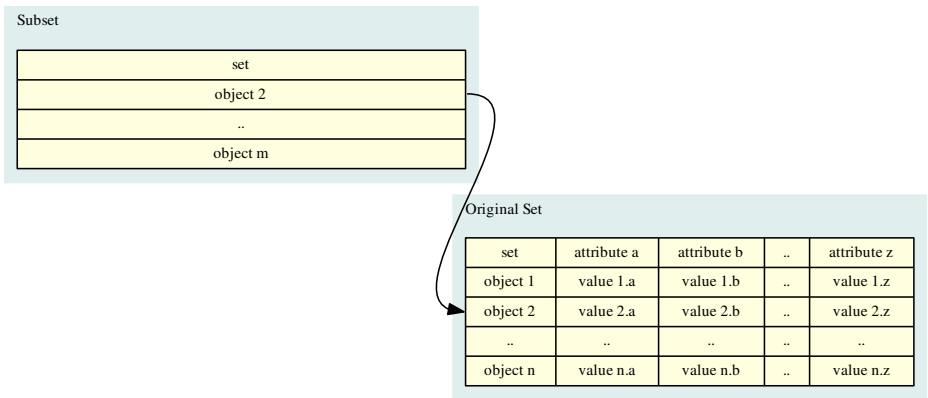 Subset
set
object 2
..
object m
Original Set
set attribute a attribute b .. attribute z
object 1 value 1.a value 1.b .. value 1.z
object 2 value 2.a value 2.b .. value 2.z
.. .. .. .. ..
object n value n.a value n.b .. value n.z